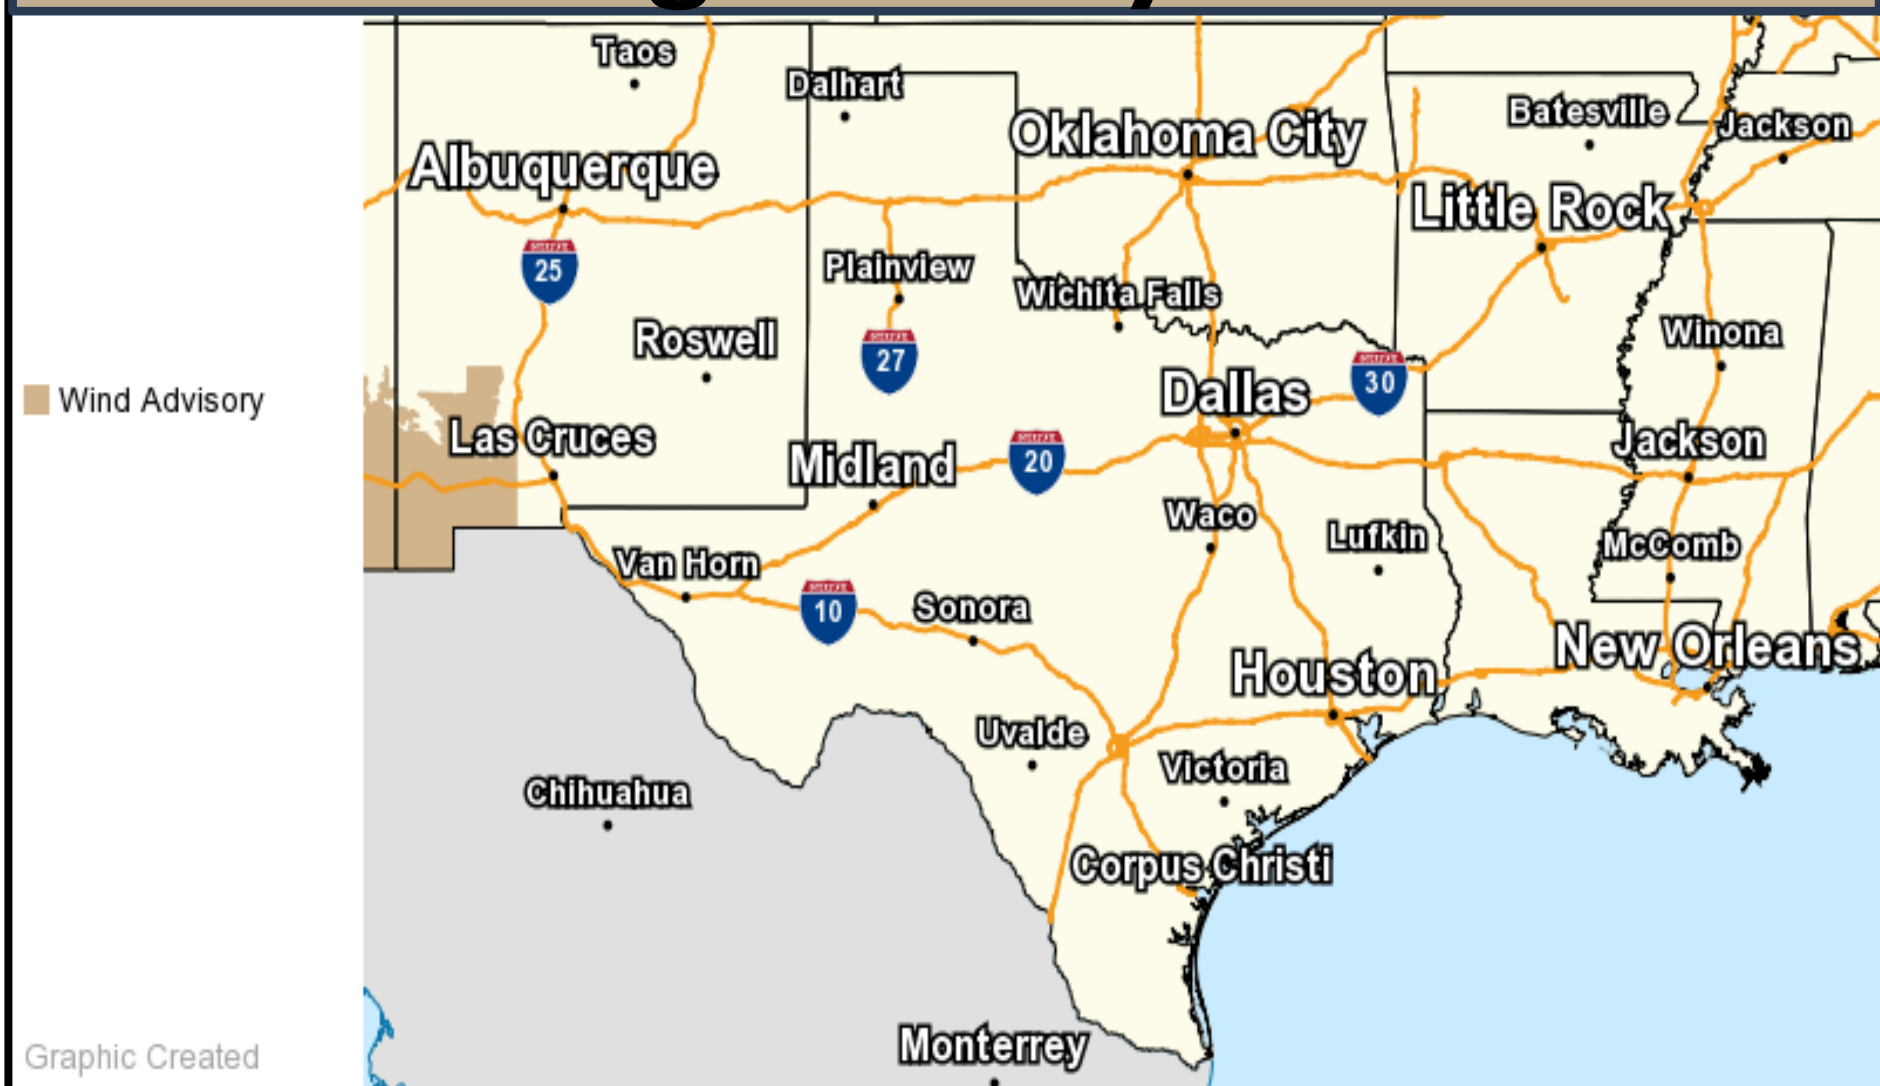 Taos
Dalhart
Batesville
Jackson
Oklahoma City
Albuquerque
Little Rock
25
Plainview
Wichita Falls
Roswell
Winona
27
30
Dallas
Wind Advisory
Las Cruces
Midland
20
Jackson
Waco
Lufkin
McComb
Van Horn
10
Sonora
New Orleans
Houston
Uvalde
Victoria
Chihuahua
Corpus Christi
Monterrey
Graphic Created